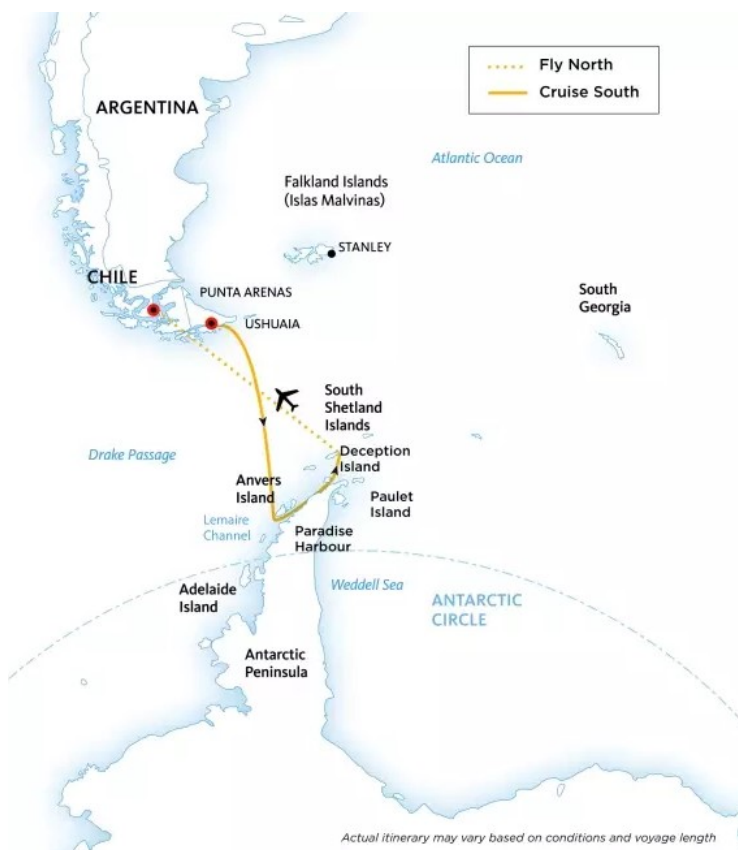 Fly North
Cruise South
ARGENTINA
Atlantic Ocean
Falkland Islands
(Islas Malvinas)
STANLEY
CHILE
PUNTA ARENAS
South
Georgia
USHUAIA
South
Shetland
Islands
Drake Passage
Deception
Island
Anvers
Island
Paulet
Island
Lemaire
Channel
Paradise
Harbour
Adelaide
Island
Weddell Sea
ANTARCTIC
CIRCLE
Antarctic
Peninsula
Actual itinerary may vary based on conditions and voyage length